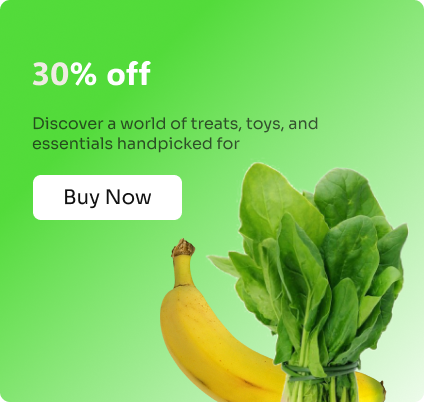 30% off
Discover a world of treats, toys, and
essentials handpicked for
Buy Now